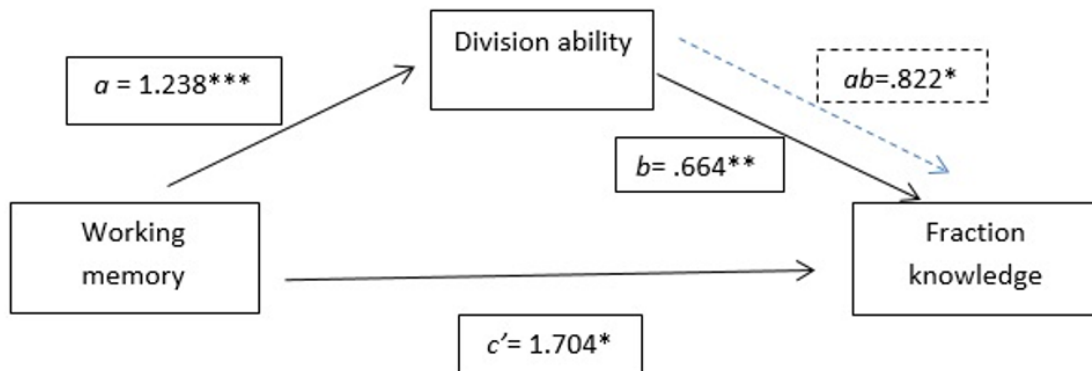 Division ability
a = 1.238***
ab=.822*
b= .664**
Working
memory
Fraction
knowledge
c’= 1.704*